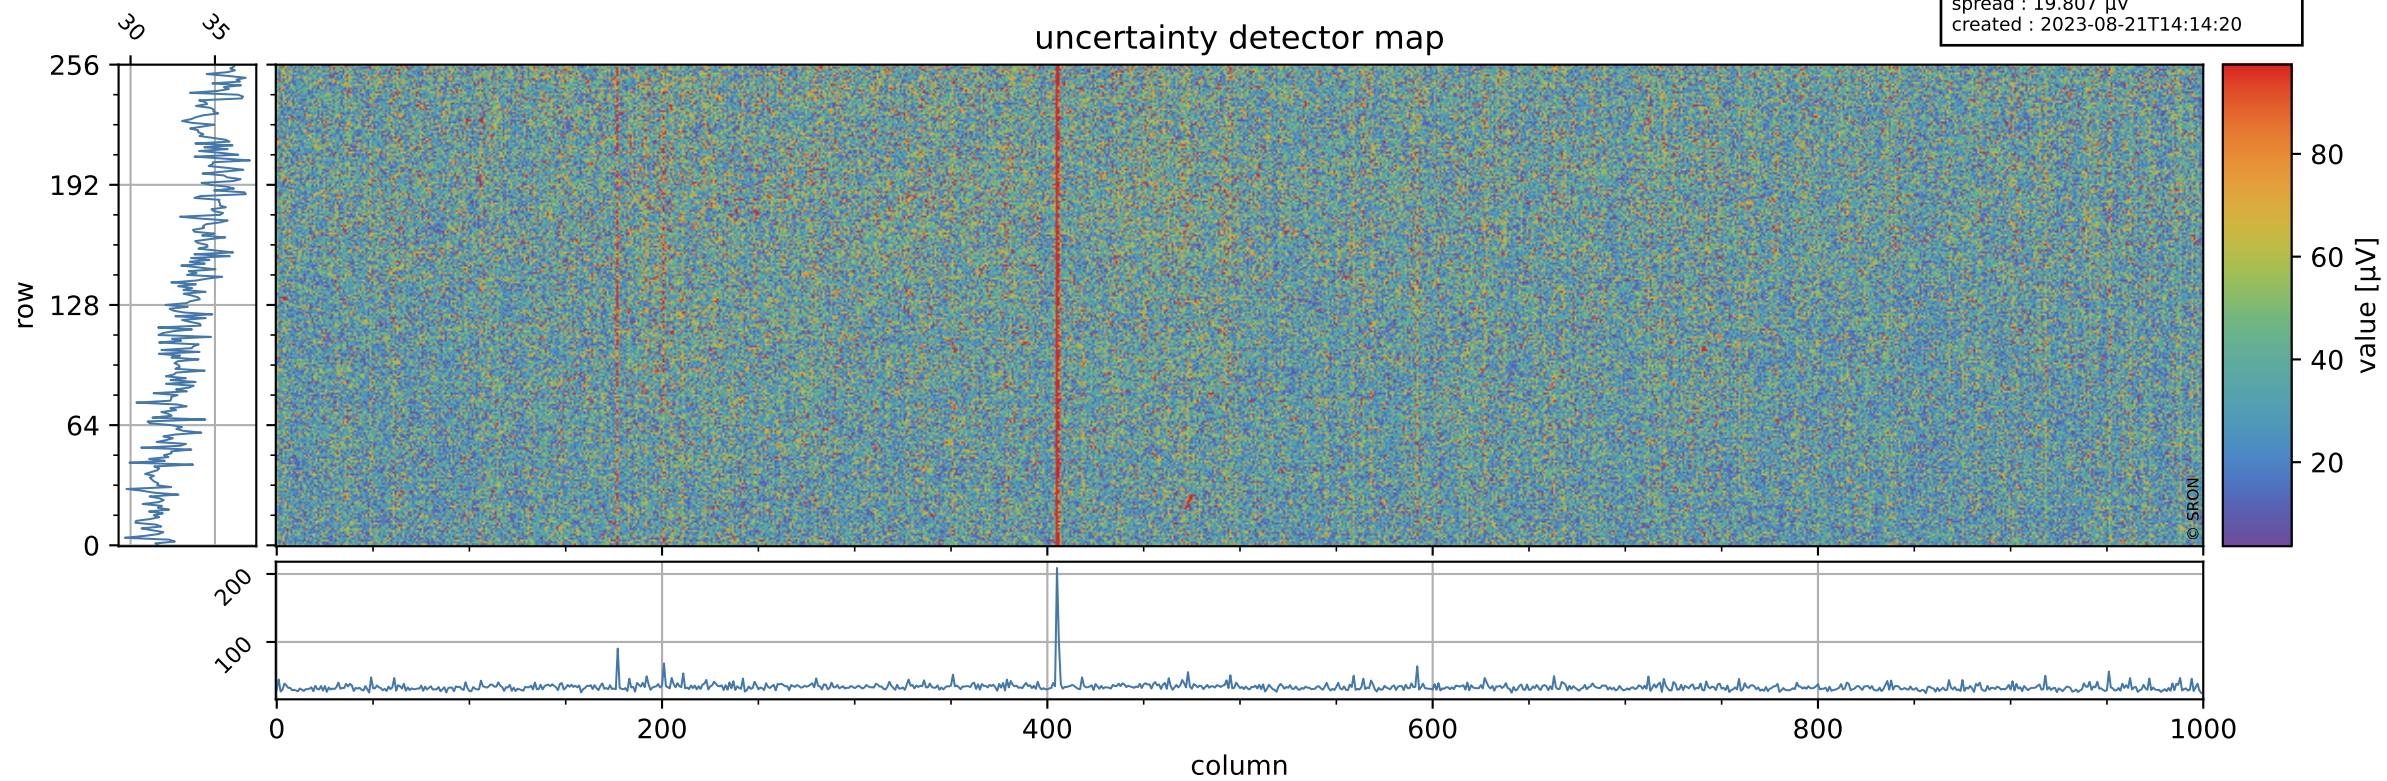 spread : 19.807 µV
created : 2023-08-21T14:14:20
uncertainty detector map
30 35
256
192
128
64
0
row
80
60
40
20
value [µV]
© SRON
200
100
0 200 400 600 800 1000
column